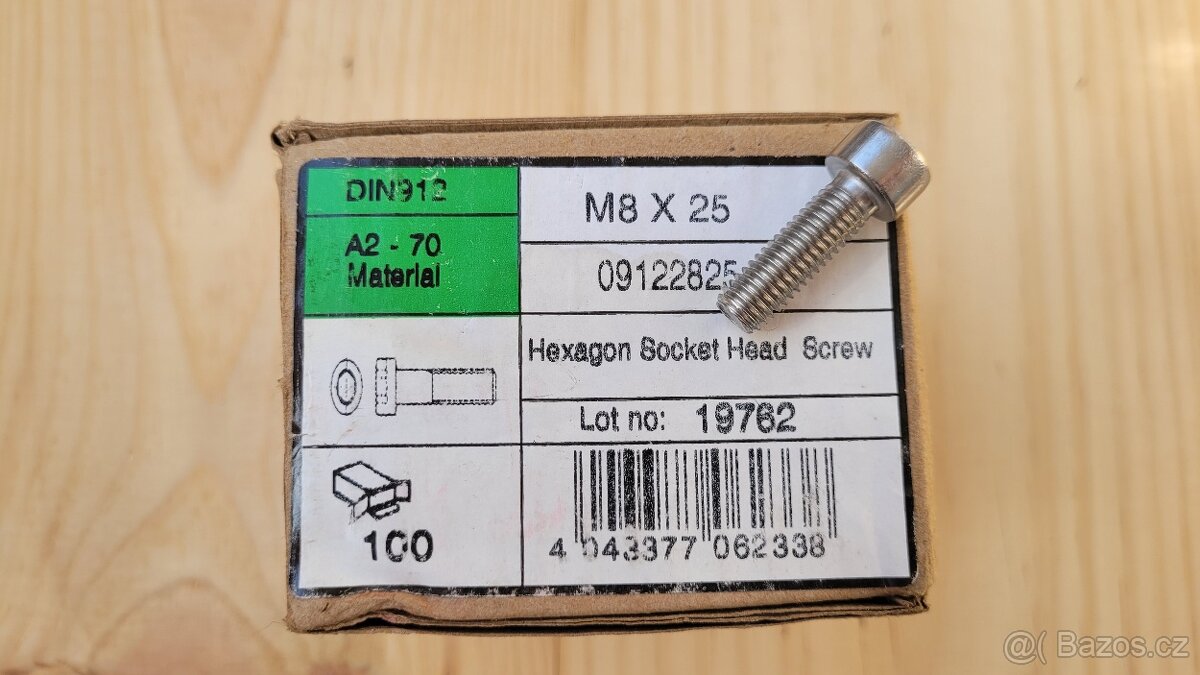 DIN912
A2 - 70
Material
M8 X 25
09122825
Hexagon Socket Head Screw
Lot no: 19762
100
4 043377 062338
@( Bazos.cz